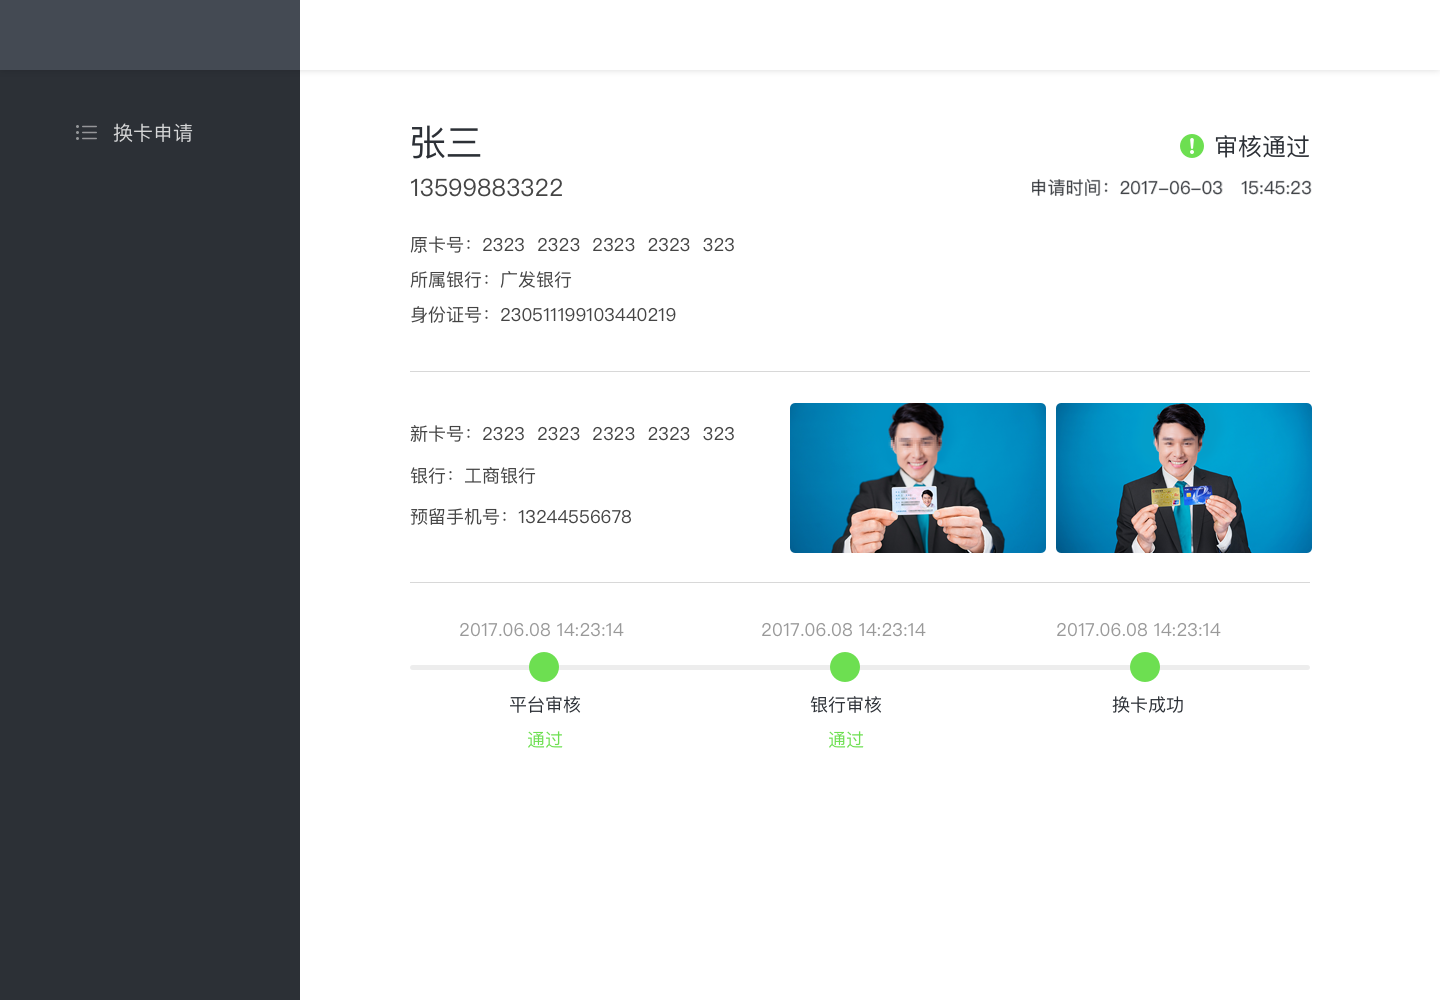 换卡申请
张三
审核通过
13599883322
申请时间：2017-06-03 15:45:23
原卡号：2323 2323 2323 2323 323
所属银行：广发银行
身份证号：230511199103440219
新卡号：2323 2323 2323 2323 323
银行：工商银行
预留手机号：13244556678
2017.06.08 14:23:14
2017.06.08 14:23:14
2017.06.08 14:23:14
平台审核
银行审核
换卡成功
通过
通过